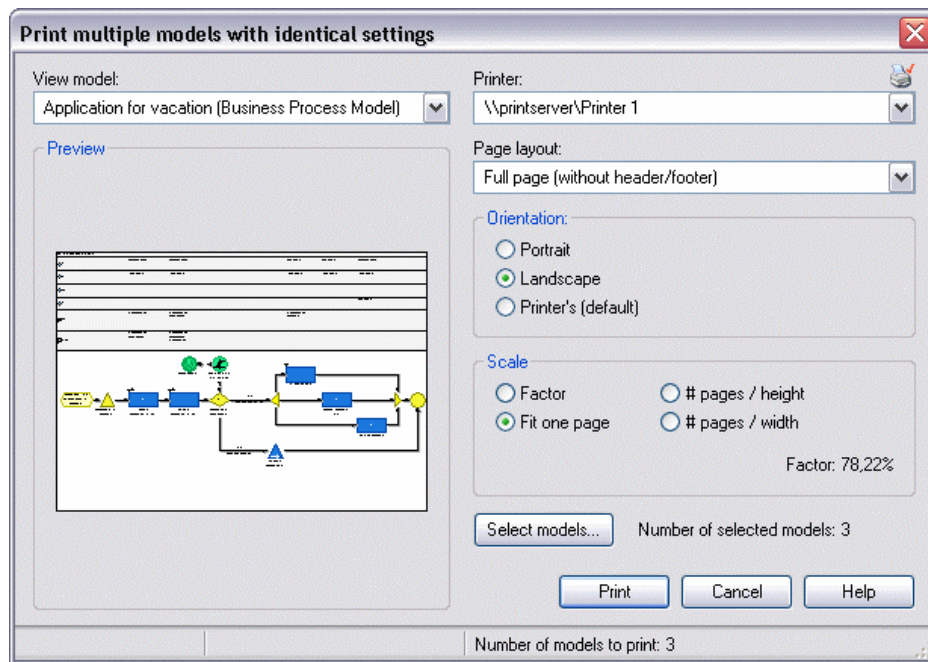 Print multiple models with identical settings
View model:
Application for vacation (Business Process Model)
Preview
Printer:
\\printserver\Printer 1
Page layout:
Full page (without header/footer)
Orientation:
Portrait
Landscape
Printer's (default)
Scale
Factor
# pages / height
Fit one page
# pages / width
Factor: 78,22%
Select models...
Number of selected models: 3
Print
Cancel
Help
Number of models to print: 3